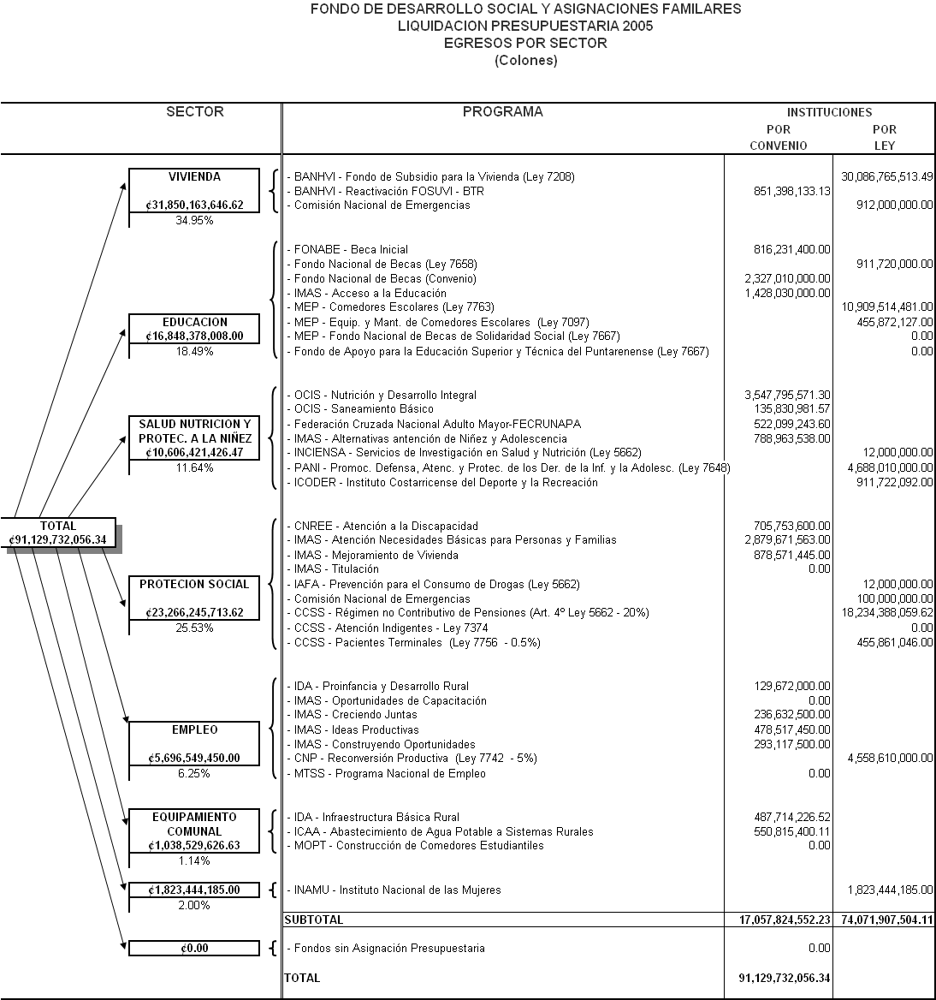 FONDO DE DESARROLLO SOCIAL Y ASIGNACIONES FAMILARES
LIQUIDACION PRESUPUESTARIA 2005
EGRESOS POR SECTOR
(Colones)
SECTOR PROGRAMA INSTITUCIONES
POR CONVENIO POR LEY
VIVIENDA
¢31,850,163,646.62
34.95%
- BANHVI - Fondo de Subsidio para la Vivienda (Ley 7208) 30,086,765,513.49
- BANHVI - Reactivación FOSUVI - BTR 851,398,133.13
- Comisión Nacional de Emergencias 912,000,000.00
EDUCACION
¢16,848,378,008.00
18.49%
- FONABE - Beca Inicial 816,231,400.00
- Fondo Nacional de Becas (Ley 7658) 911,720,000.00
- Fondo Nacional de Becas (Convenio) 2,327,010,000.00
- IMAS - Acceso a la Educación 1,428,030,000.00
- MEP - Comedores Escolares (Ley 7763) 10,909,514,481.00
- MEP - Equip. y Mant. de Comedores Escolares (Ley 7097) 455,872,127.00
- MEP - Fondo Nacional de Becas de Solidaridad Social (Ley 7667) 0.00
- Fondo de Apoyo para la Educación Superior y Técnica del Puntarenense (Ley 7667) 0.00
SALUD NUTRICION Y
PROTEC. A LA NIÑEZ
¢10,606,421,426.47
11.64%
- OCIS - Nutrición y Desarrollo Integral 3,547,795,571.30
- OCIS - Saneamiento Básico 135,830,981.57
- Federación Cruzada Nacional Adulto Mayor-FECRUNAPA 522,099,243.60
- IMAS - Alternativas antención de Niñez y Adolescencia 788,963,538.00
- INCIENSA - Servicios de Investigación en Salud y Nutrición (Ley 5662) 12,000,000.00
- PANI - Promoc. Defensa, Atenc. y Protec. de los Der. de la Inf. y la Adolesc. (Ley 7648) 4,688,010,000.00
- ICODER - Instituto Costarricense del Deporte y la Recreación 911,722,092.00
TOTAL
¢91,129,732,056.34
PROTECION SOCIAL
¢23,266,245,713.62
25.53%
- CNREE - Atención a la Discapacidad 705,753,600.00
- IMAS - Atención Necesidades Básicas para Personas y Familias 2,879,671,563.00
- IMAS - Mejoramiento de Vivienda 878,571,445.00
- IMAS - Titulación 0.00
- IAFA - Prevención para el Consumo de Drogas (Ley 5662) 12,000,000.00
- Comisión Nacional de Emergencias 100,000,000.00
- CCSS - Régimen no Contributivo de Pensiones (Art. 4º Ley 5662 - 20%) 18,234,388,059.62
- CCSS - Atención Indigentes - Ley 7374 0.00
- CCSS - Pacientes Terminales (Ley 7756 - 0.5%) 455,861,046.00
EMPLEO
¢5,696,549,450.00
6.25%
- IDA - Proinfancia y Desarrollo Rural 129,672,000.00
- IMAS - Oportunidades de Capacitación 0.00
- IMAS - Creciendo Juntas 236,632,500.00
- IMAS - Ideas Productivas 478,517,450.00
- IMAS - Construyendo Oportunidades 293,117,500.00
- CNP - Reconversión Productiva (Ley 7742 - 5%) 4,558,610,000.00
- MTSS - Programa Nacional de Empleo 0.00
EQUIPAMIENTO
COMUNAL
¢1,038,529,626.63
1.14%
- IDA - Infraestructura Básica Rural 487,714,226.52
- ICAA - Abastecimiento de Agua Potable a Sistemas Rurales 550,815,400.11
- MOPT - Construcción de Comedores Estudiantiles 0.00
¢1,823,444,185.00
2.00%
- INAMU - Instituto Nacional de las Mujeres 1,823,444,185.00
SUBTOTAL 17,057,824,552.23 74,071,907,504.11
¢0.00 - Fondos sin Asignación Presupuestaria 0.00
TOTAL 91,129,732,056.34